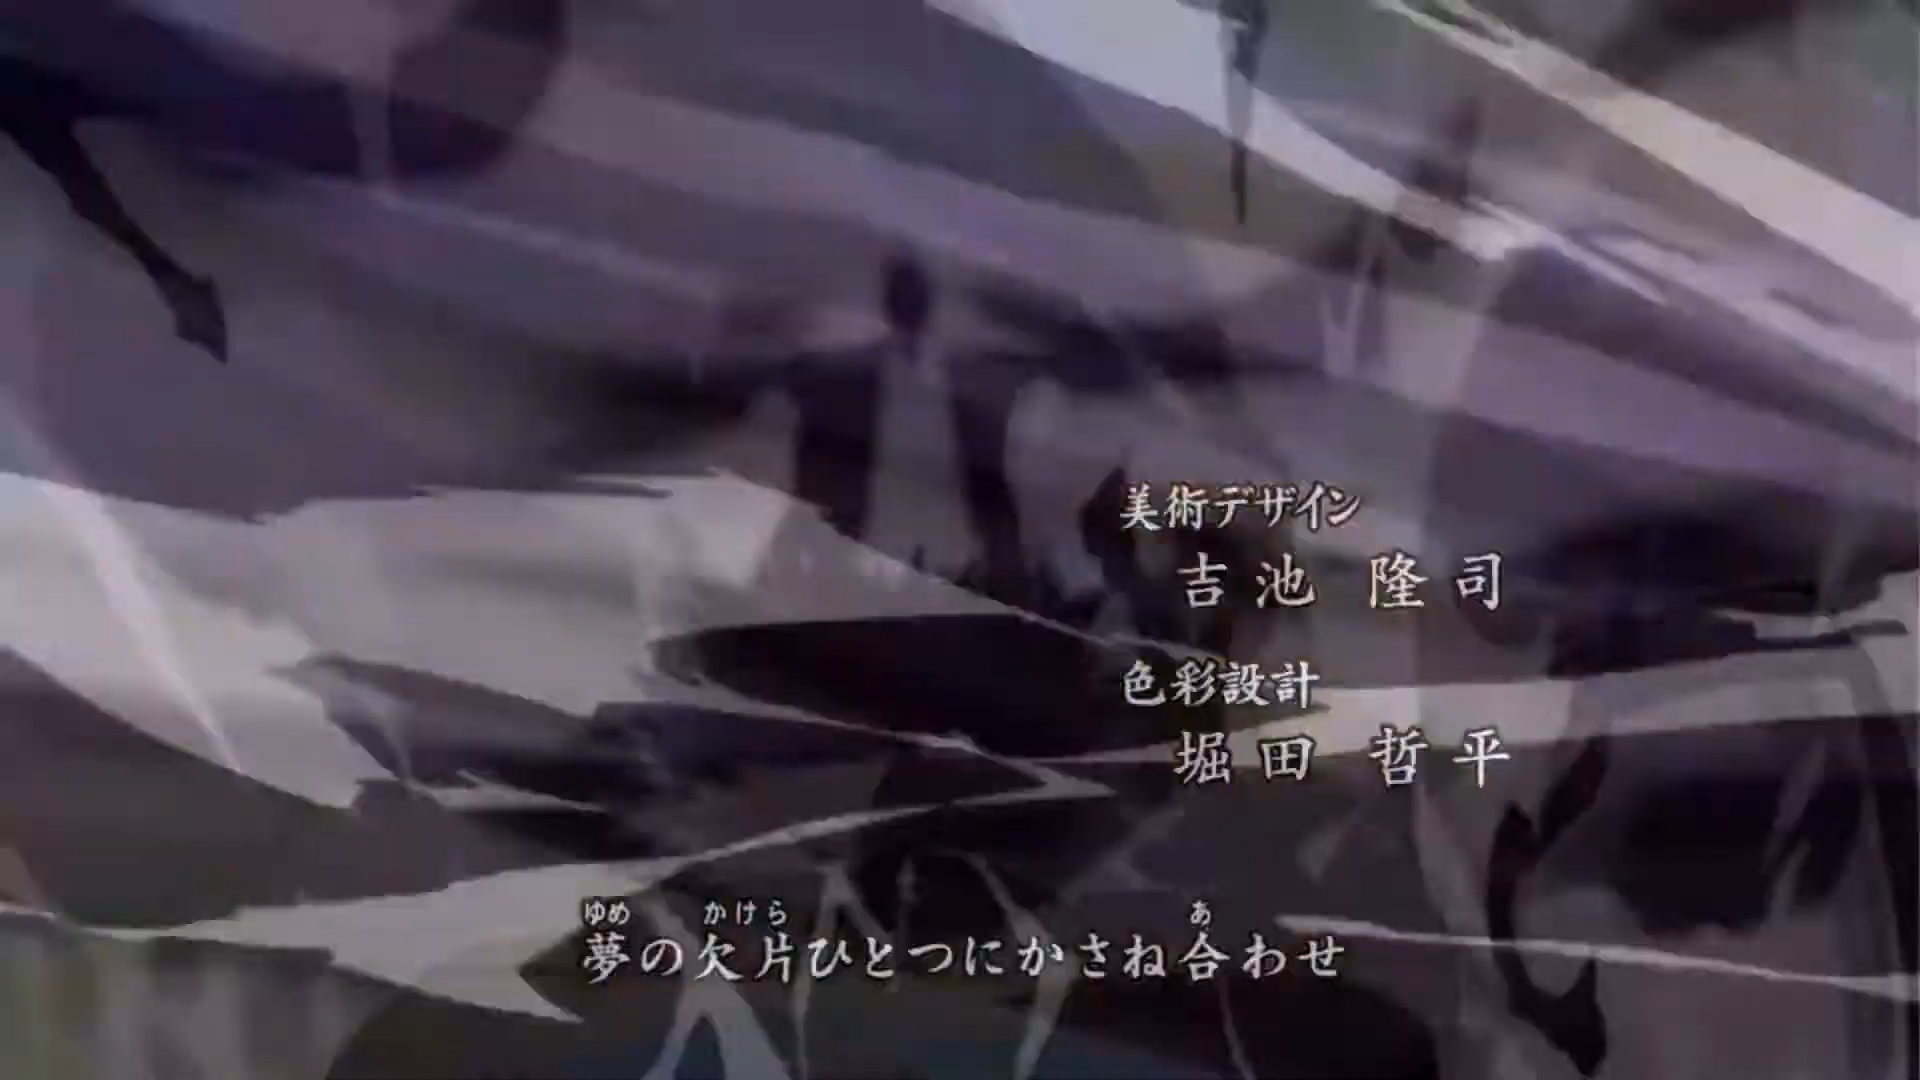 美術デザイン
吉池 隆司
色彩設計
堀田 哲平
ゆめ かけら あ
夢の欠片ひとつにかさね合わせ